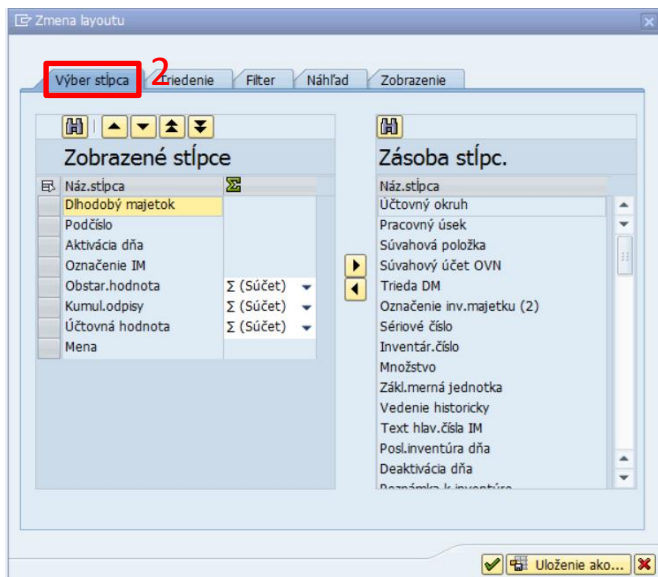 Zmena layoutu
2
Výber stĺpca Triedenie Filter Náhľad Zobrazenie
Zobrazené stĺpce
Náz.stĺpca Σ
Dlhodobý majetok
Podčíslo
Aktivácia dňa
Označenie IM
Obstar.hodnota Σ (Súčet)
Kumul.odpisy Σ (Súčet)
Účtovná hodnota Σ (Súčet)
Mena
Zásoba stĺpc.
Náz.stĺpca
Účtovný okruh
Pracovný úsek
Súvahová položka
Súvahový účet OVN
Trieda DM
Označenie inv.majetku (2)
Sériové číslo
Inventár.číslo
Množstvo
Zákl.merná jednotka
Vedenie historicky
Text hlav.čísla IM
Posl.inventúra dňa
Deaktivácia dňa
Poznámka k inventúre
Uloženie ako...